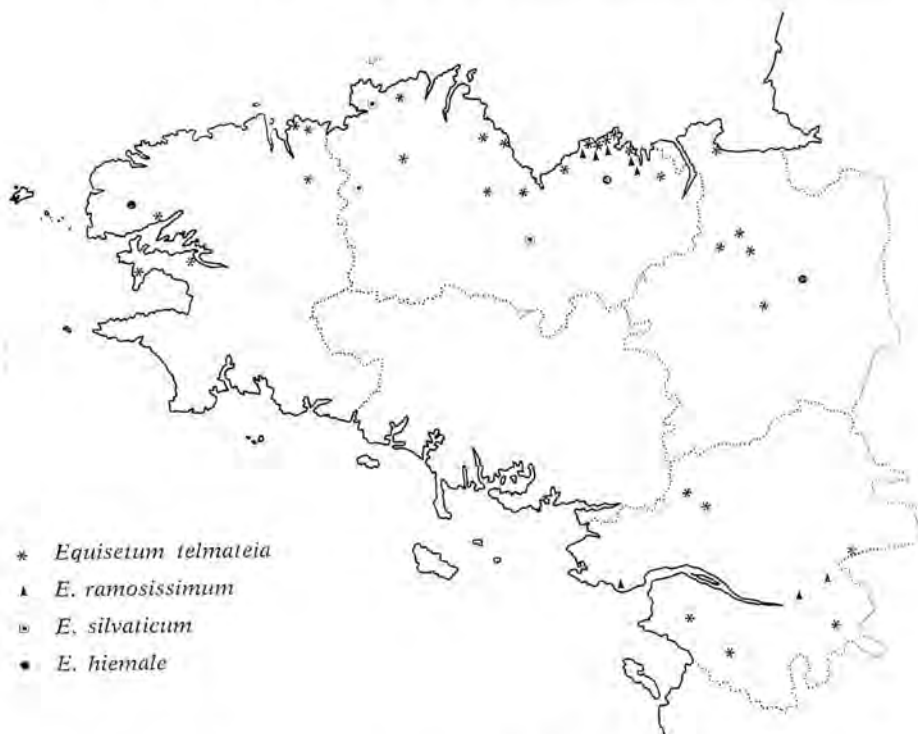 Equisetum telmateia
E. ramosissimum
E. silvaticum
E. hiemale